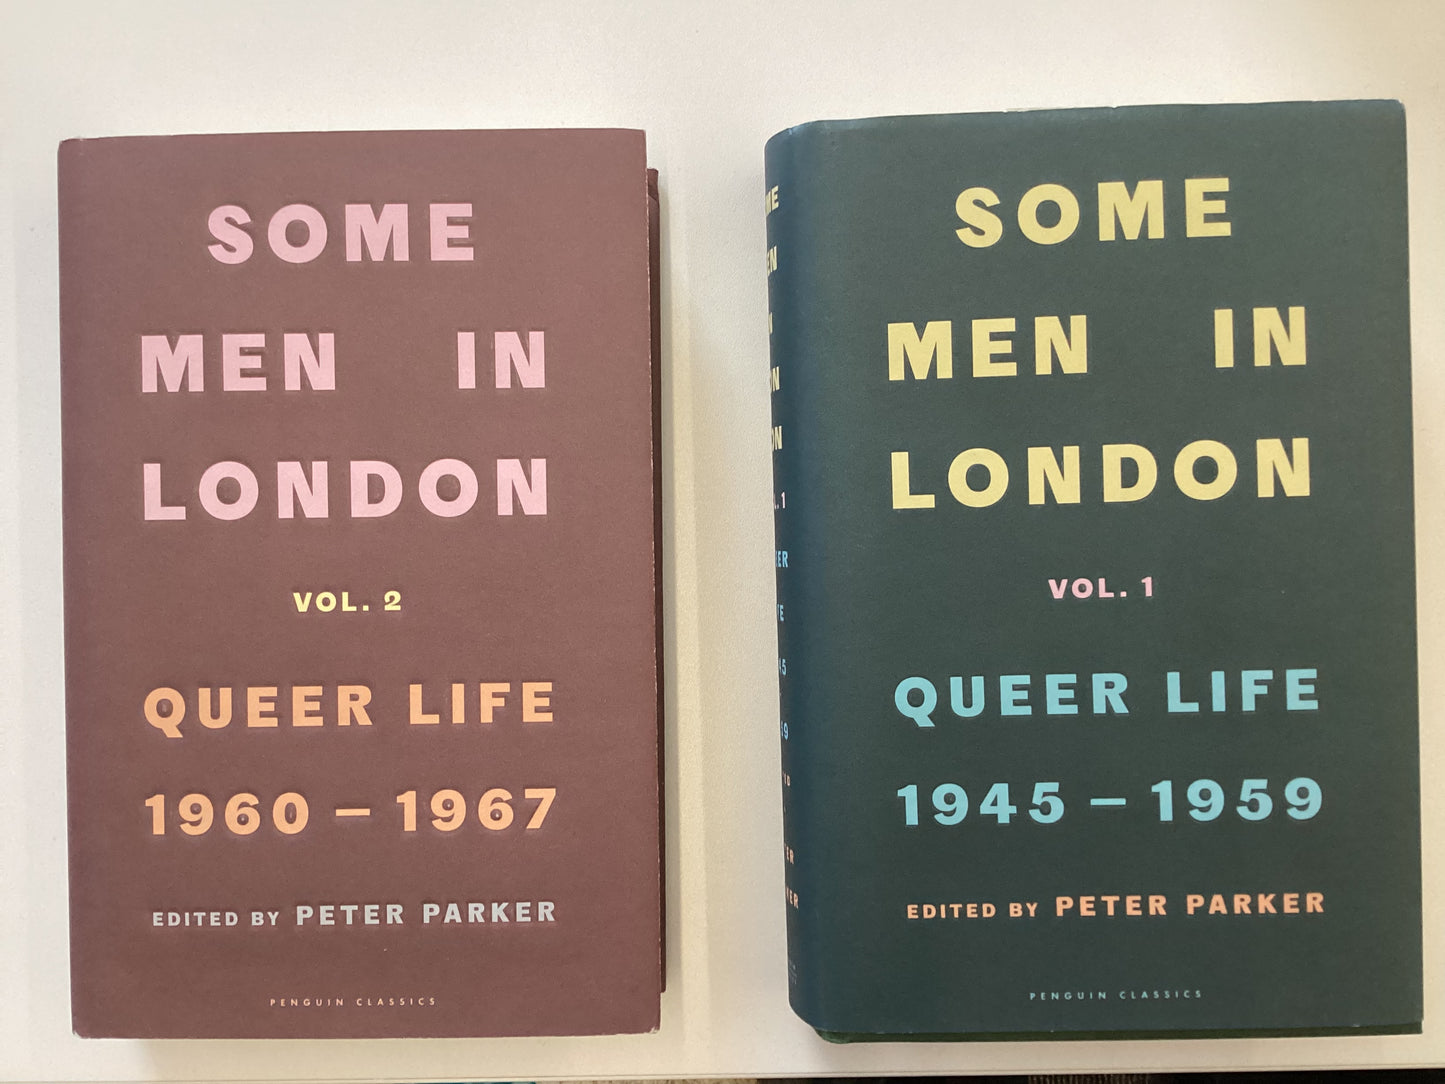 SOME
MEN IN
LONDON
VOL. 2
QUEER LIFE
1960 – 1967
EDITED BY PETER PARKER
PENGUIN CLASSICS
SOME
MEN IN
LONDON
VOL. 1
QUEER LIFE
1945 – 1959
EDITED BY PETER PARKER
PENGUIN CLASSICS